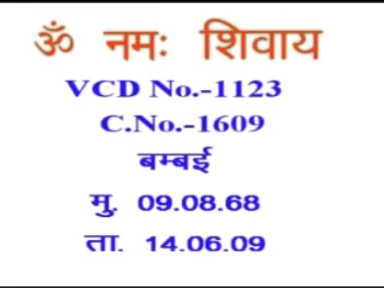 ॐ नमः शिवाय
VCD No.-1123
C.No.-1609
बम्बई
मु. 09.08.68
ता. 14.06.09